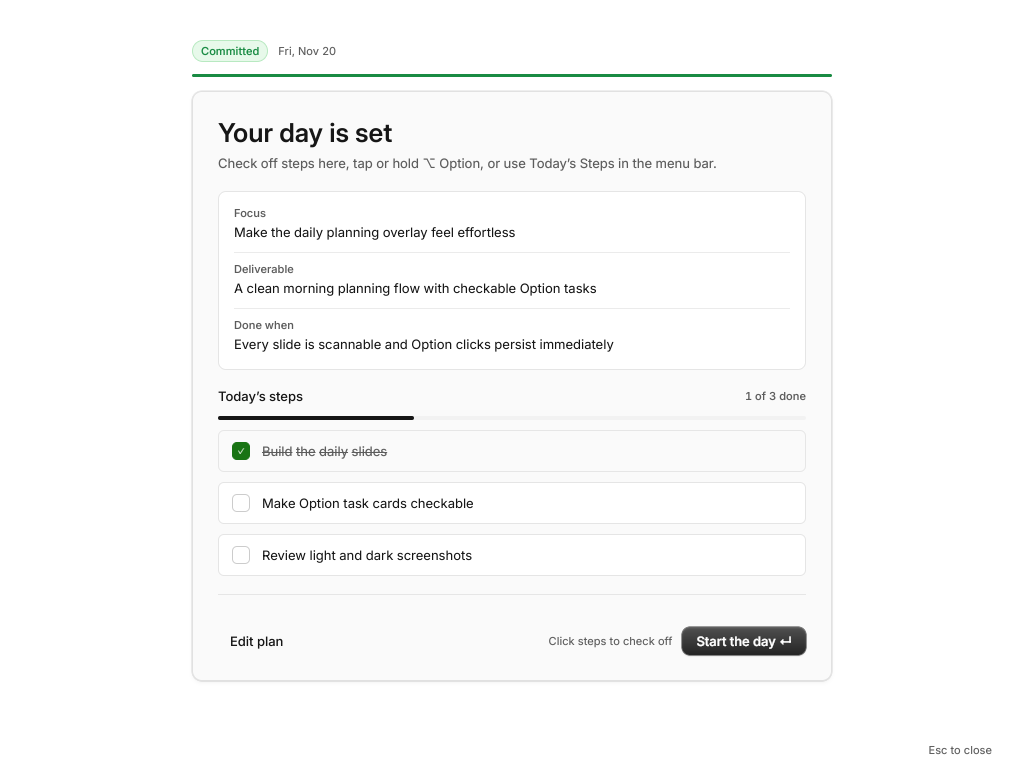 Committed Fri, Nov 20
Your day is set
Check off steps here, tap or hold ⌥ Option, or use Today’s Steps in the menu bar.
Focus
Make the daily planning overlay feel effortless
Deliverable
A clean morning planning flow with checkable Option tasks
Done when
Every slide is scannable and Option clicks persist immediately
Today’s steps 1 of 3 done
✓ Build the daily slides
Make Option task cards checkable
Review light and dark screenshots
Edit plan Click steps to check off Start the day ↵
Esc to close